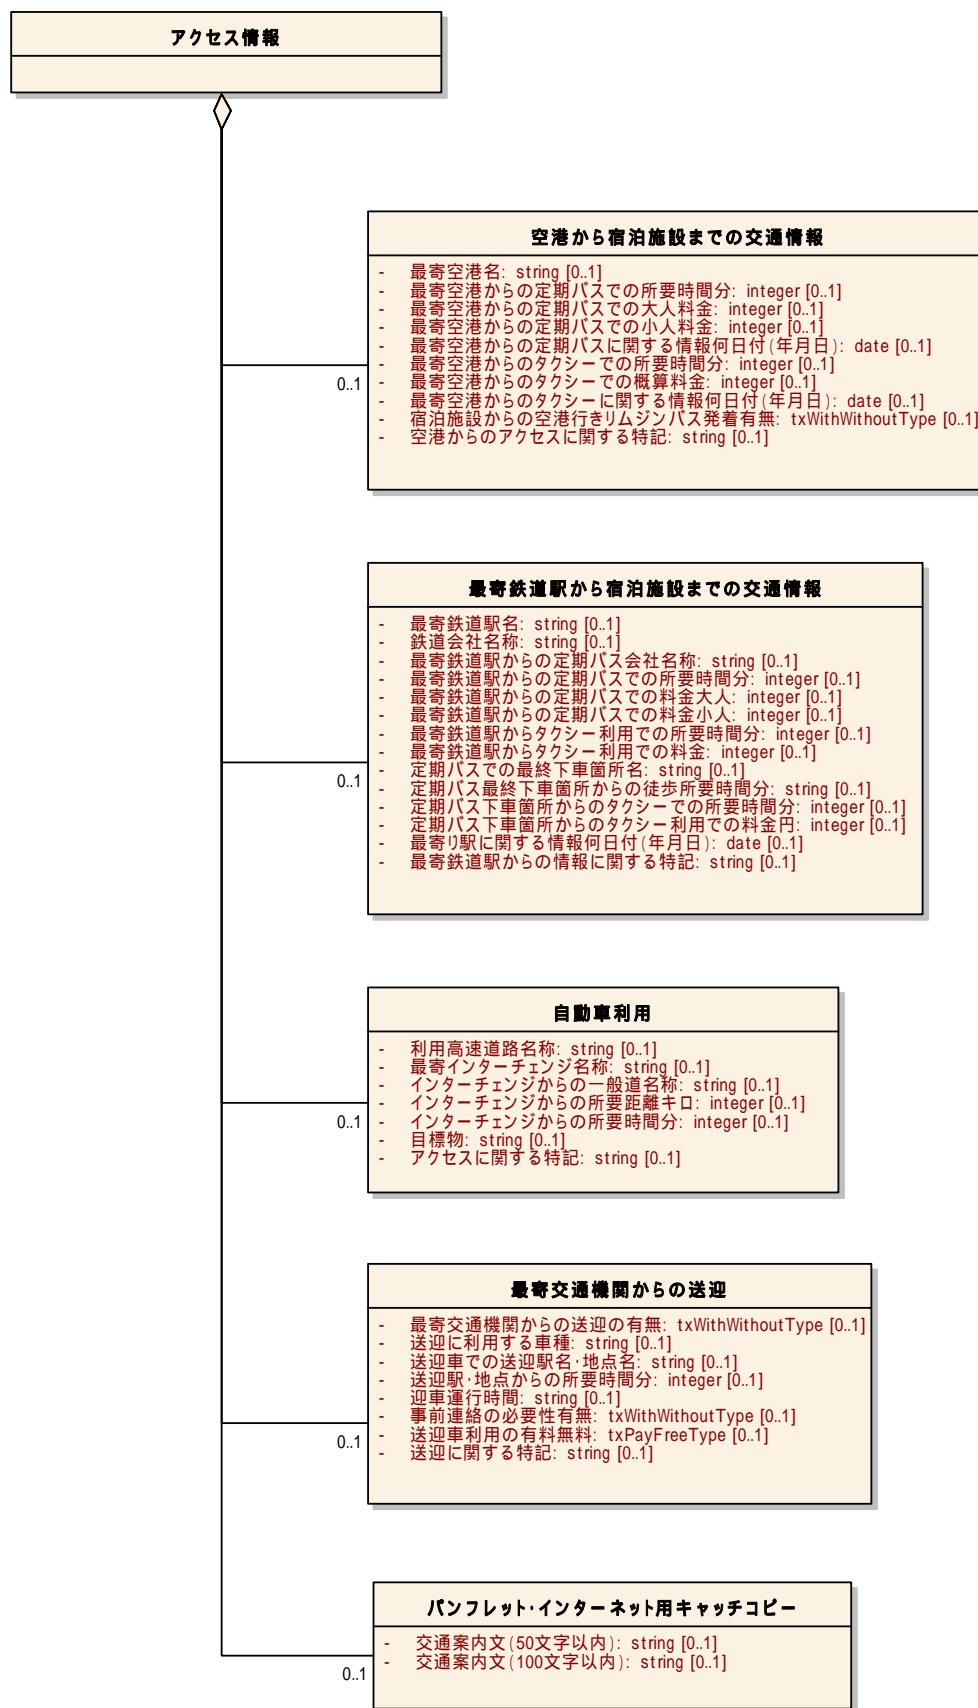 アクセス情報
空港から宿泊施設までの交通情報
- 最寄空港名: string [0..1]
- 最寄空港からの定期バスでの所要時間分: integer [0..1]
- 最寄空港からの定期バスでの大人料金: integer [0..1]
- 最寄空港からの定期バスでの小人料金: integer [0..1]
- 最寄空港からの定期バスに関する情報何日付(年月日): date [0..1]
- 最寄空港からのタクシーでの所要時間分: integer [0..1]
- 最寄空港からのタクシーでの概算料金: integer [0..1]
- 最寄空港からのタクシーに関する情報何日付(年月日): date [0..1]
- 宿泊施設からの空港行きリムジンバス発着有無: txWithWithoutType [0..1]
- 空港からのアクセスに関する特記: string [0..1]
0..1
最寄鉄道駅から宿泊施設までの交通情報
- 最寄鉄道駅名: string [0..1]
- 鉄道会社名称: string [0..1]
- 最寄鉄道駅からの定期バス会社名称: string [0..1]
- 最寄鉄道駅からの定期バスでの所要時間分: integer [0..1]
- 最寄鉄道駅からの定期バスでの料金大人: integer [0..1]
- 最寄鉄道駅からの定期バスでの料金小人: integer [0..1]
- 最寄鉄道駅からタクシー利用での所要時間分: integer [0..1]
- 最寄鉄道駅からタクシー利用での料金: integer [0..1]
- 定期バスでの最終下車箇所名: string [0..1]
- 定期バス最終下車箇所からの徒歩所要時間分: string [0..1]
- 定期バス下車箇所からのタクシーでの所要時間分: integer [0..1]
- 定期バス下車箇所からのタクシー利用での料金円: integer [0..1]
- 最寄り駅に関する情報何日付(年月日): date [0..1]
- 最寄鉄道駅からの情報に関する特記: string [0..1]
0..1
自動車利用
- 利用高速道路名称: string [0..1]
- 最寄インターチェンジ名称: string [0..1]
- インターチェンジからの一般道名称: string [0..1]
- インターチェンジからの所要距離キロ: integer [0..1]
- インターチェンジからの所要時間分: integer [0..1]
- 目標物: string [0..1]
- アクセスに関する特記: string [0..1]
0..1
最寄交通機関からの送迎
- 最寄交通機関からの送迎の有無: txWithWithoutType [0..1]
- 送迎に利用する車種: string [0..1]
- 送迎車での送迎駅名・地点名: string [0..1]
- 送迎駅・地点からの所要時間分: integer [0..1]
- 迎車運行時間: string [0..1]
- 事前連絡の必要性有無: txWithWithoutType [0..1]
- 送迎車利用の有料無料: txPayFreeType [0..1]
- 送迎に関する特記: string [0..1]
0..1
パンフレット・インターネット用キャッチコピー
- 交通案内文(50文字以内): string [0..1]
- 交通案内文(100文字以内): string [0..1]
0..1